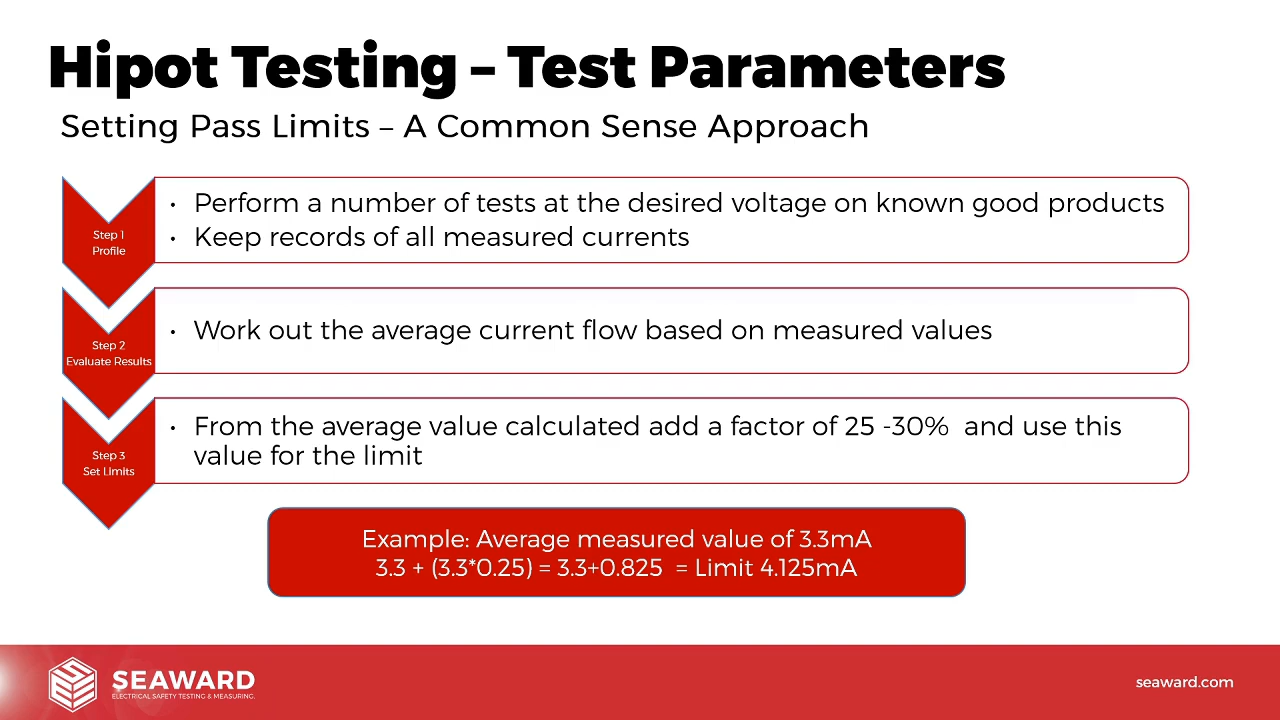 Hipot Testing – Test Parameters
Setting Pass Limits – A Common Sense Approach
Step 1
Profile
• Perform a number of tests at the desired voltage on known good products
• Keep records of all measured currents
Step 2
Evaluate Results
• Work out the average current flow based on measured values
Step 3
Set Limits
• From the average value calculated add a factor of 25 -30%  and use this
value for the limit
Example: Average measured value of 3.3mA
3.3 + (3.3*0.25) = 3.3+0.825  = Limit 4.125mA
SEAWARD
ELECTRICAL SAFETY TESTING & MEASURING.
seaward.com